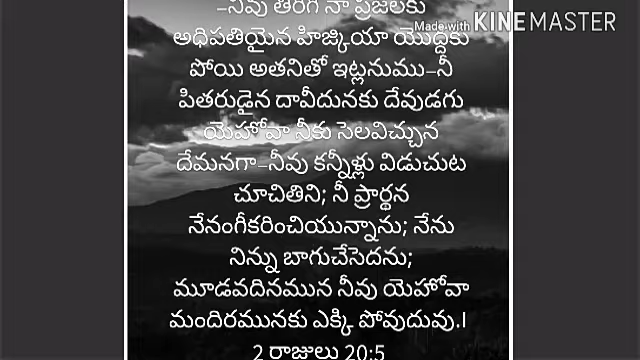 –నీవు తిరిగి నా ప్రజలకు
Made with KINEMASTER
అధిపతియైన హిజ్కియా యొద్దకు
పోయి అతనితో ఇట్లనుము–నీ
పితరుడైన దావీదునకు దేవుడగు
యెహోవా నీకు సెలవిచ్చున
దేమనగా–నీవు కన్నీళ్లు విడుచుట
చూచితిని; నీ ప్రార్థన
నేనంగీకరించియున్నాను; నేను
నిన్ను బాగుచేసెదను;
మూడవదినమున నీవు యెహోవా
మందిరమునకు ఎక్కి పోవుదువు.I
2 రాజులు 20:5